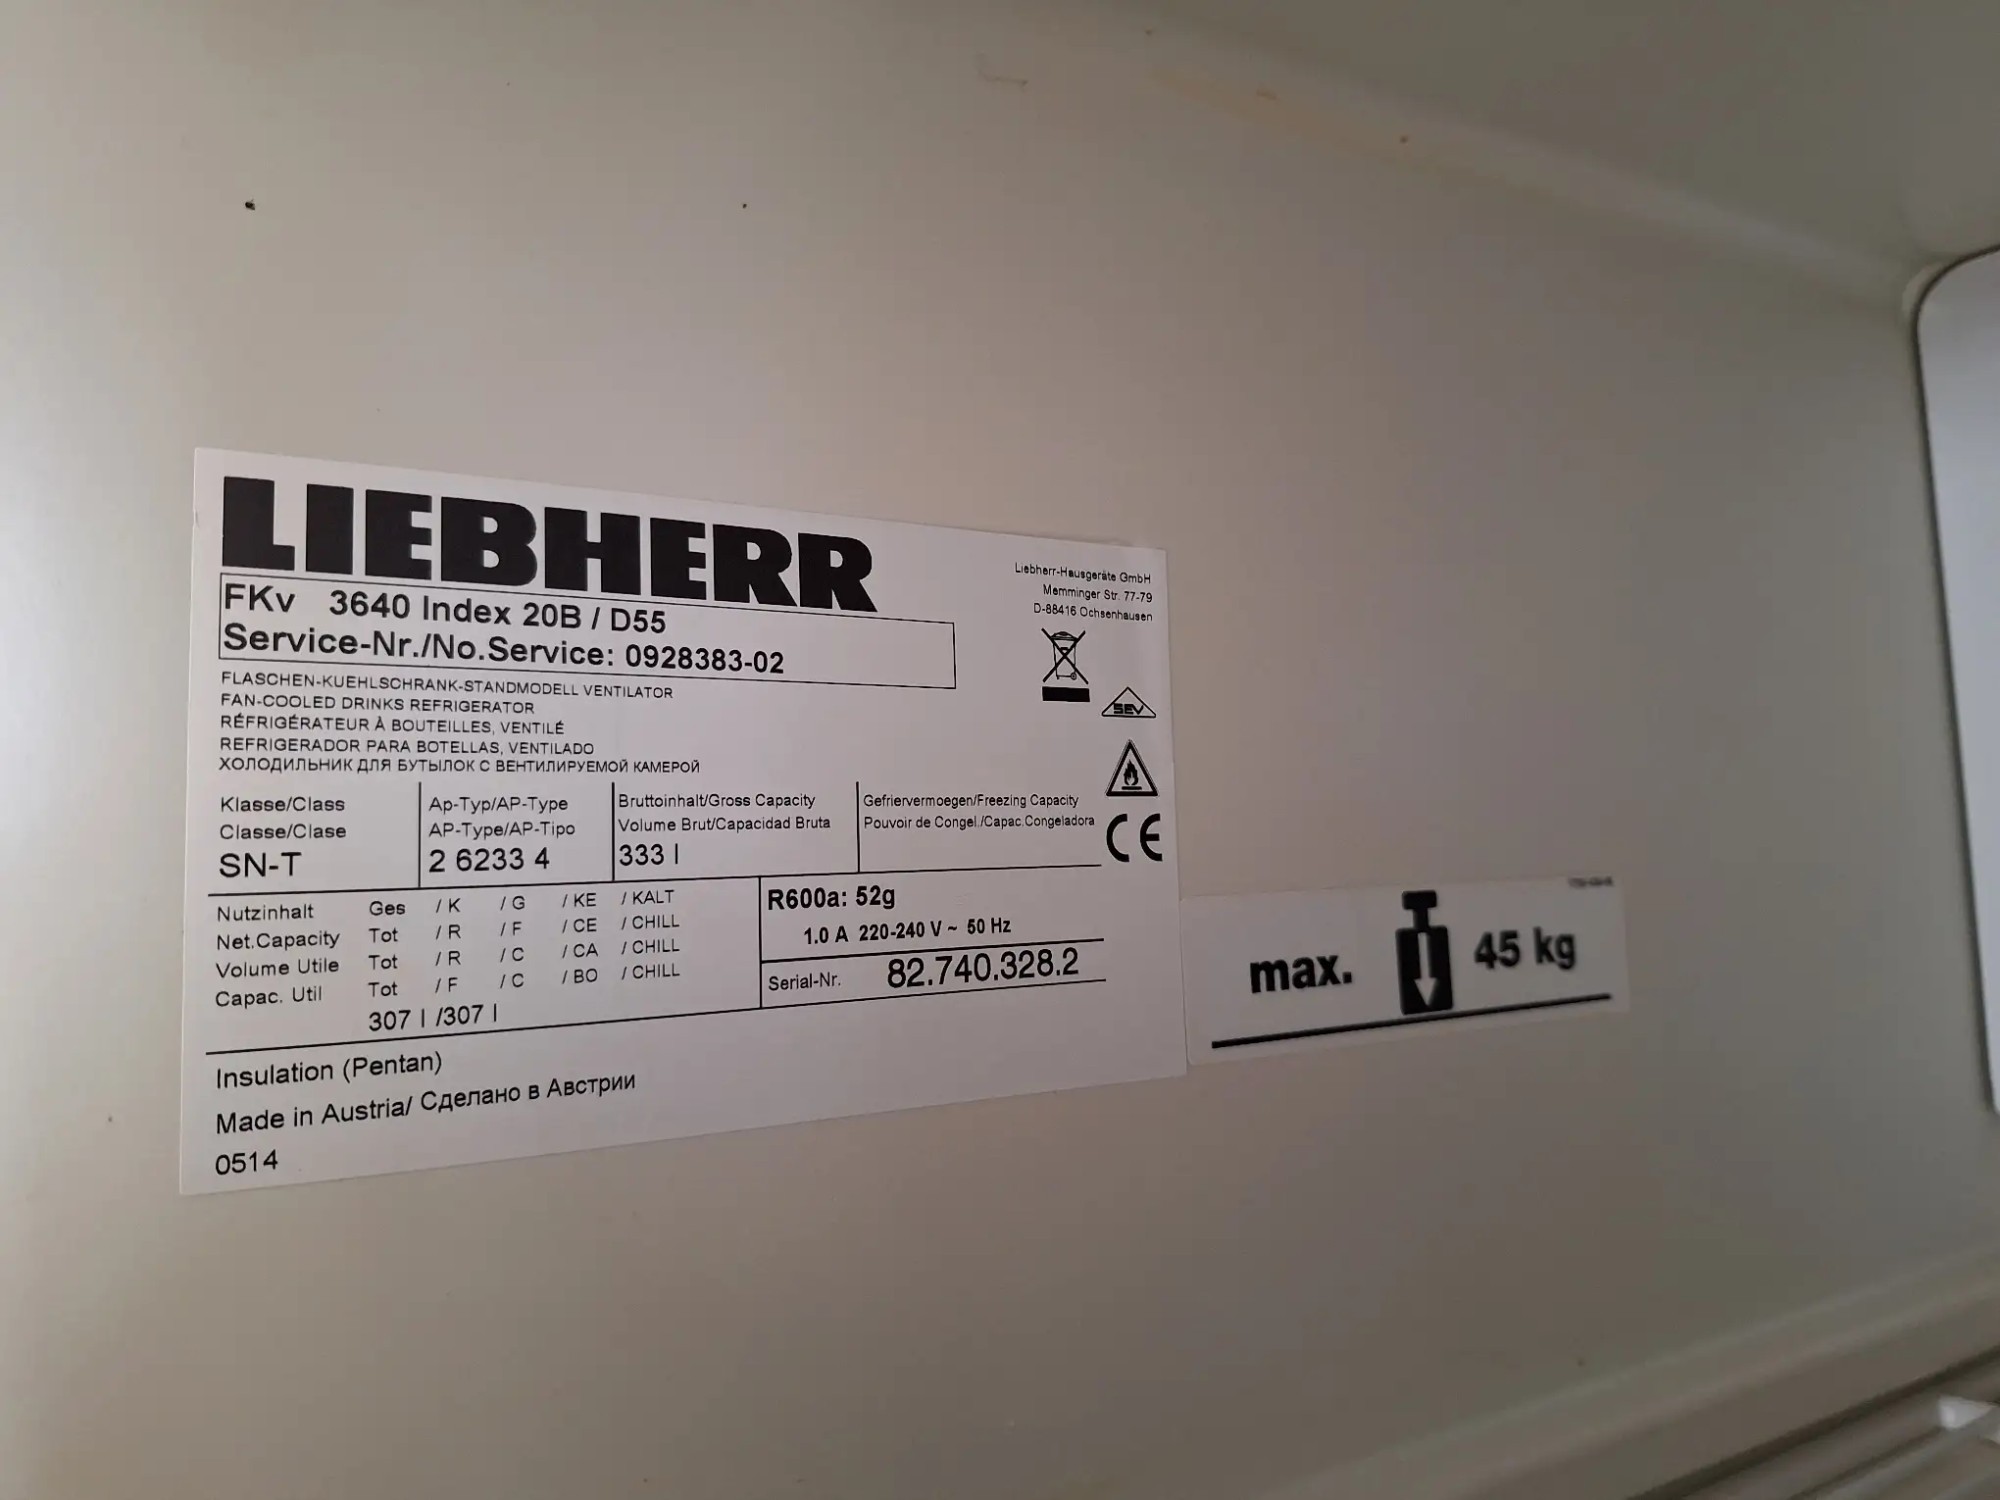 LIEBHERR
FKv 3640 Index 20B / D55
Service-Nr./No.Service: 0928383-02
Liebherr-Hausgeräte GmbH
Memminger Str. 77-79
D-88416 Ochsenhausen
SEV
FLASCHEN-KUEHLSCHRANK-STANDMODELL VENTILATOR
FAN-COOLED DRINKS REFRIGERATOR
RÉFRIGÉRATEUR À BOUTEILLES, VENTILÉ
REFRIGERADOR PARA BOTELLAS, VENTILADO
ХОЛОДИЛЬНИК ДЛЯ БУТЫЛОК С ВЕНТИЛИРУЕМОЙ КАМЕРОЙ
Klasse/Class
Classe/Clase
SN-T
Ap-Typ/AP-Type
AP-Type/AP-Tipo
2 6233 4
Bruttoinhalt/Gross Capacity
Volume Brut/Capacidad Bruta
333 l
Gefriervermoegen/Freezing Capacity
Pouvoir de Congel./Capac.Congeladora
CE
Nutzinhalt Ges / K / G / KE / KALT
Net.Capacity Tot / R / F / CE / CHILL
Volume Utile Tot / R / C / CA / CHILL
Capac. Util Tot / F / C / BO / CHILL
307 l /307 l
R600a: 52g
1.0 A 220-240 V ~ 50 Hz
Serial-Nr. 82.740.328.2
Insulation (Pentan)
Made in Austria/ Сделано в Австрии
0514
max. 45 kg